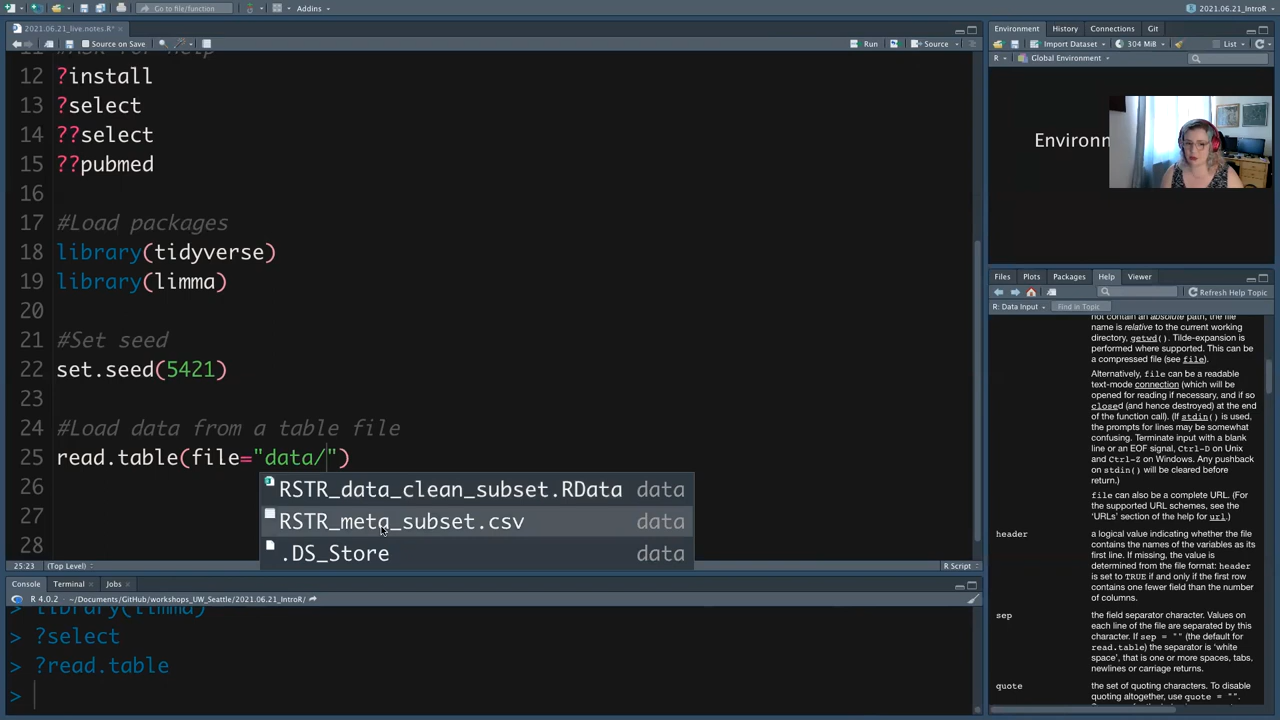 Go to file/function
Addins
2021.06.21_IntroR
2021.06.21_live.notes.R*
Source on Save
Run
Source
12 ?install
13 ?select
14 ??select
15 ??pubmed
16
17 #Load packages
18 library(tidyverse)
19 library(limma)
20
21 #Set seed
22 set.seed(5421)
23
24 #Load data from a table file
25 read.table(file="data/")
26
27
28
RSTR_data_clean_subset.RData data
RSTR_meta_subset.csv data
.DS_Store data
25:23 (Top Level) R Script
Console Terminal Jobs
R 4.0.2 · ~/Documents/GitHub/workshops_UW_Seattle/2021.06.21_IntroR/
> library(limma)
> ?select
> ?read.table
>
Environment History Connections Git
Import Dataset 304 MiB List
R Global Environment
Environ
Files Plots Packages Help Viewer
Refresh Help Topic
R: Data Input Find in Topic
not contain an absolute path, the file
name is relative to the current working
directory, getwd(). Tilde-expansion is
performed where supported. This can be
a compressed file (see file).
Alternatively, file can be a readable
text-mode connection (which will be
opened for reading if necessary, and if so
closed (and hence destroyed) at the end
of the function call). (If stdin() is used,
the prompts for lines may be somewhat
confusing. Terminate input with a blank
line or an EOF signal, Ctrl-D on Unix
and Ctrl-Z on Windows. Any pushback
on stdin() will be cleared before
return.)
file can also be a complete URL. (For
the supported URL schemes, see the
‘URLs’ section of the help for url.)
header a logical value indicating whether the file
contains the names of the variables as its
first line. If missing, the value is
determined from the file format: header
is set to TRUE if and only if the first row
contains one fewer field than the number
of columns.
sep the field separator character. Values on
each line of the file are separated by this
character. If sep = "" (the default for
read.table) the separator is ‘white
space’, that is one or more spaces, tabs,
newlines or carriage returns.
quote the set of quoting characters. To disable
quoting altogether, use quote = "".